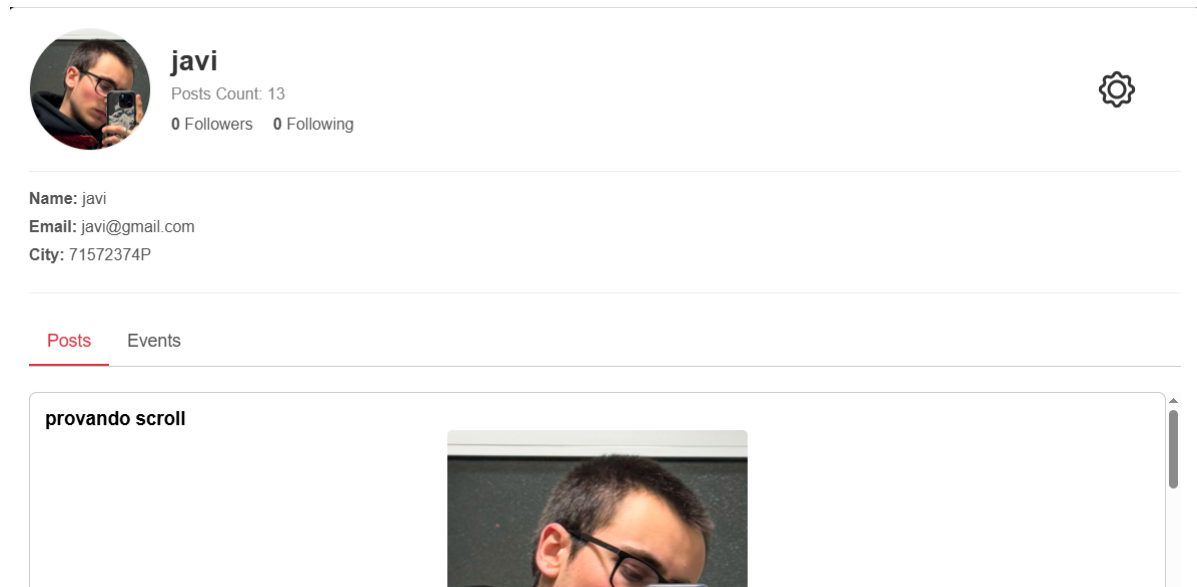 javi
Posts Count: 13
0 Followers 0 Following
Name: javi
Email: javi@gmail.com
City: 71572374P
Posts Events
provando scroll